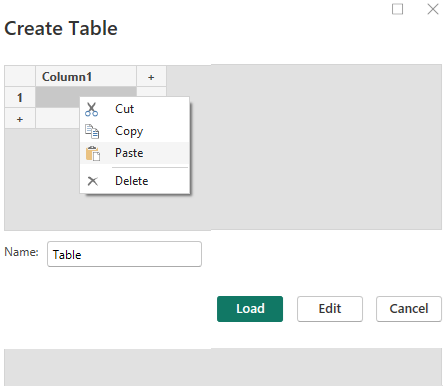 Create Table
Column1 +
1
+
Cut
Copy
Paste
Delete
Name: Table
Load Edit Cancel